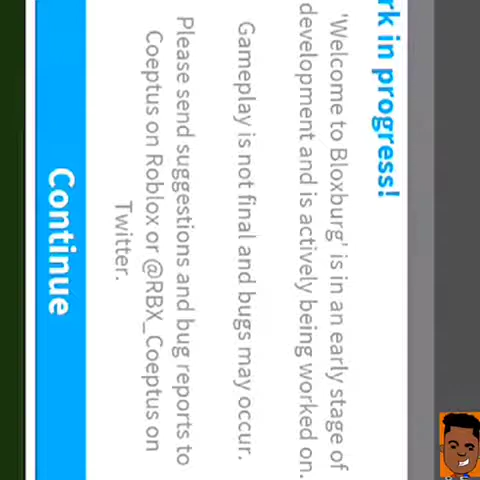 rk in progress!
'Welcome to Bloxburg' is in an early stage of
development and is actively being worked on.
Gameplay is not final and bugs may occur.
Please send suggestions and bug reports to
Coeptus on Roblox or @RBX_Coeptus on
Twitter.
Continue